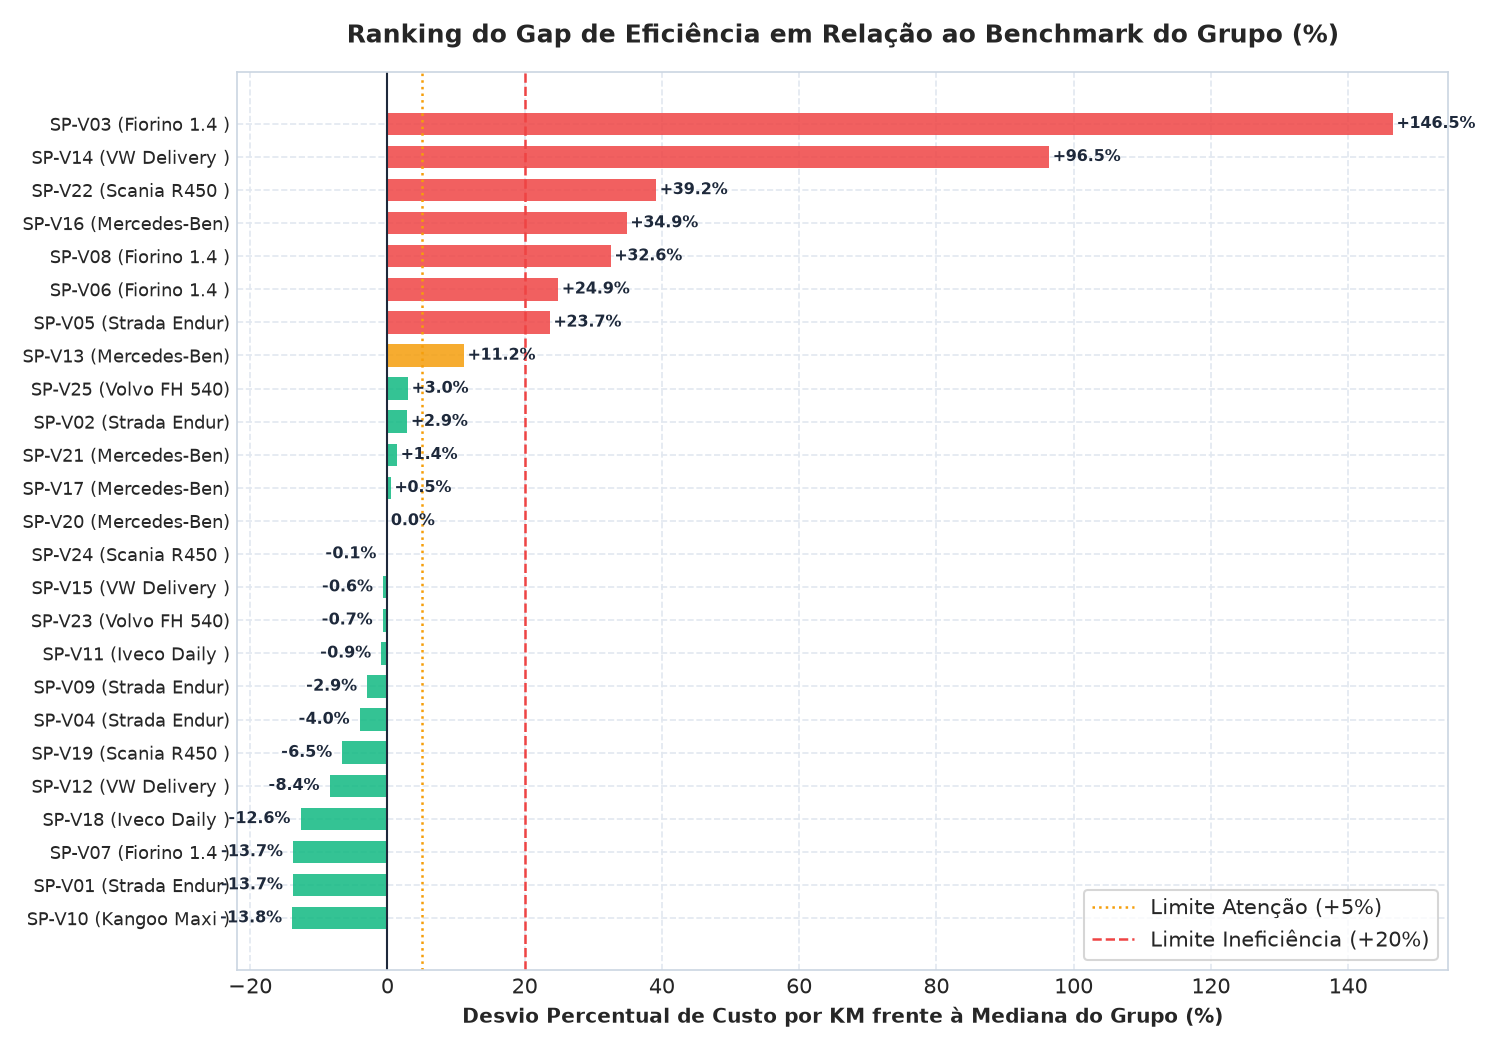 Ranking do Gap de Eficiência em Relação ao Benchmark do Grupo (%)
SP-V03 (Fiorino 1.4 ) +146.5%
SP-V14 (VW Delivery ) +96.5%
SP-V22 (Scania R450 ) +39.2%
SP-V16 (Mercedes-Ben) +34.9%
SP-V08 (Fiorino 1.4 ) +32.6%
SP-V06 (Fiorino 1.4 ) +24.9%
SP-V05 (Strada Endur) +23.7%
SP-V13 (Mercedes-Ben) +11.2%
SP-V25 (Volvo FH 540) +3.0%
SP-V02 (Strada Endur) +2.9%
SP-V21 (Mercedes-Ben) +1.4%
SP-V17 (Mercedes-Ben) +0.5%
SP-V20 (Mercedes-Ben) 0.0%
SP-V24 (Scania R450 ) -0.1%
SP-V15 (VW Delivery ) -0.6%
SP-V23 (Volvo FH 540) -0.7%
SP-V11 (Iveco Daily ) -0.9%
SP-V09 (Strada Endur) -2.9%
SP-V04 (Strada Endur) -4.0%
SP-V19 (Scania R450 ) -6.5%
SP-V12 (VW Delivery ) -8.4%
SP-V18 (Iveco Daily ) -12.6%
SP-V07 (Fiorino 1.4 ) -13.7%
SP-V01 (Strada Endur) -13.7%
SP-V10 (Kangoo Maxi ) -13.8%
Limite Atenção (+5%)
Limite Ineficiência (+20%)
−20 0 20 40 60 80 100 120 140
Desvio Percentual de Custo por KM frente à Mediana do Grupo (%)